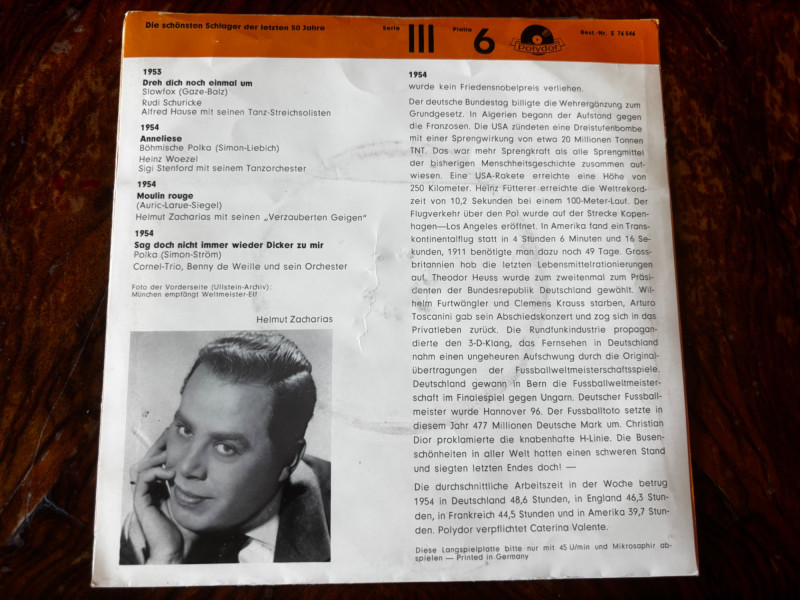 Die schönsten Schlager der letzten 50 Jahre Serie III Platte 6 Polydor Best.-Nr. S 76 546
1953
Dreh dich noch einmal um
Slowfox (Gaze-Balz)
Rudi Schuricke
Alfred Hause mit seinen Tanz-Streichsolisten
1954
Anneliese
Böhmische Polka (Simon-Liebich)
Heinz Woezel
Sigi Stenford mit seinem Tanzorchester
1954
Moulin rouge
(Auric-Larue-Siegel)
Helmut Zacharias mit seinen „Verzauberten Geigen"
1954
Sag doch nicht immer wieder Dicker zu mir
Polka (Simon-Ström)
Cornel-Trio, Benny de Weille und sein Orchester
Foto der Vorderseite (Ullstein-Archiv):
München empfängt Weltmeister-Elf
Helmut Zacharias
1954
wurde kein Friedensnobelpreis verliehen.
Der deutsche Bundestag billigte die Wehrergänzung zum
Grundgesetz. In Algerien begann der Aufstand gegen
die Franzosen. Die USA zündeten eine Dreistufenbombe
mit einer Sprengwirkung von etwa 20 Millionen Tonnen
TNT. Das war mehr Sprengkraft als alle Sprengmittel
der bisherigen Menschheitsgeschichte zusammen auf-
wiesen. Eine USA-Rakete erreichte eine Höhe von
250 Kilometer. Heinz Fütterer erreichte die Weltrekord-
zeit von 10,2 Sekunden bei einem 100-Meter-Lauf. Der
Flugverkehr über den Pol wurde auf der Strecke Kopen-
hagen—Los Angeles eröffnet. In Amerika fand ein Trans-
kontinentalflug statt in 4 Stunden 6 Minuten und 16 Se-
kunden, 1911 benötigte man dazu noch 49 Tage. Gross-
britannien hob die letzten Lebensmittelrationierungen
auf. Theodor Heuss wurde zum zweitenmal zum Präsi-
denten der Bundesrepublik Deutschland gewählt. Wil-
helm Furtwängler und Clemens Krauss starben, Arturo
Toscanini gab sein Abschiedskonzert und zog sich in das
Privatleben zurück. Die Rundfunkindustrie propagan-
dierte den 3-D-Klang, das Fernsehen in Deutschland
nahm einen ungeheuren Aufschwung durch die Original-
übertragungen der Fussballweltmeisterschaftsspiele.
Deutschland gewann in Bern die Fussballweltmeister-
schaft im Finalespiel gegen Ungarn. Deutscher Fussball-
meister wurde Hannover 96. Der Fussballtoto setzte in
diesem Jahr 477 Millionen Deutsche Mark um. Christian
Dior proklamierte die knabenhafte H-Linie. Die Busen-
schönheiten in aller Welt hatten einen schweren Stand
und siegten letzten Endes doch! —
Die durchschnittliche Arbeitszeit in der Woche betrug
1954 in Deutschland 48,6 Stunden, in England 46,3 Stun-
den, in Frankreich 44,5 Stunden und in Amerika 39,7 Stun-
den. Polydor verpflichtet Caterina Valente.
Diese Langspielplatte bitte nur mit 45 U/min und Mikrosaphir ab-
spielen — Printed in Germany